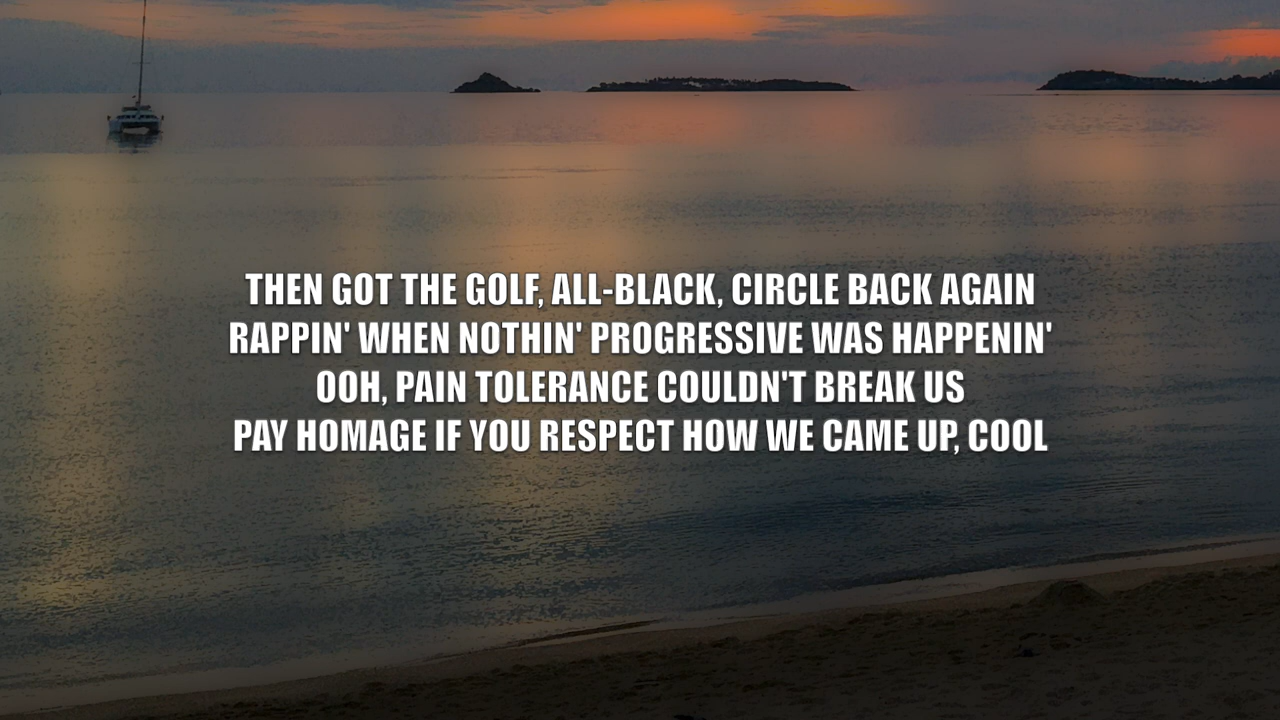 THEN GOT THE GOLF, ALL-BLACK, CIRCLE BACK AGAIN
RAPPIN' WHEN NOTHIN' PROGRESSIVE WAS HAPPENIN'
OOH, PAIN TOLERANCE COULDN'T BREAK US
PAY HOMAGE IF YOU RESPECT HOW WE CAME UP, COOL